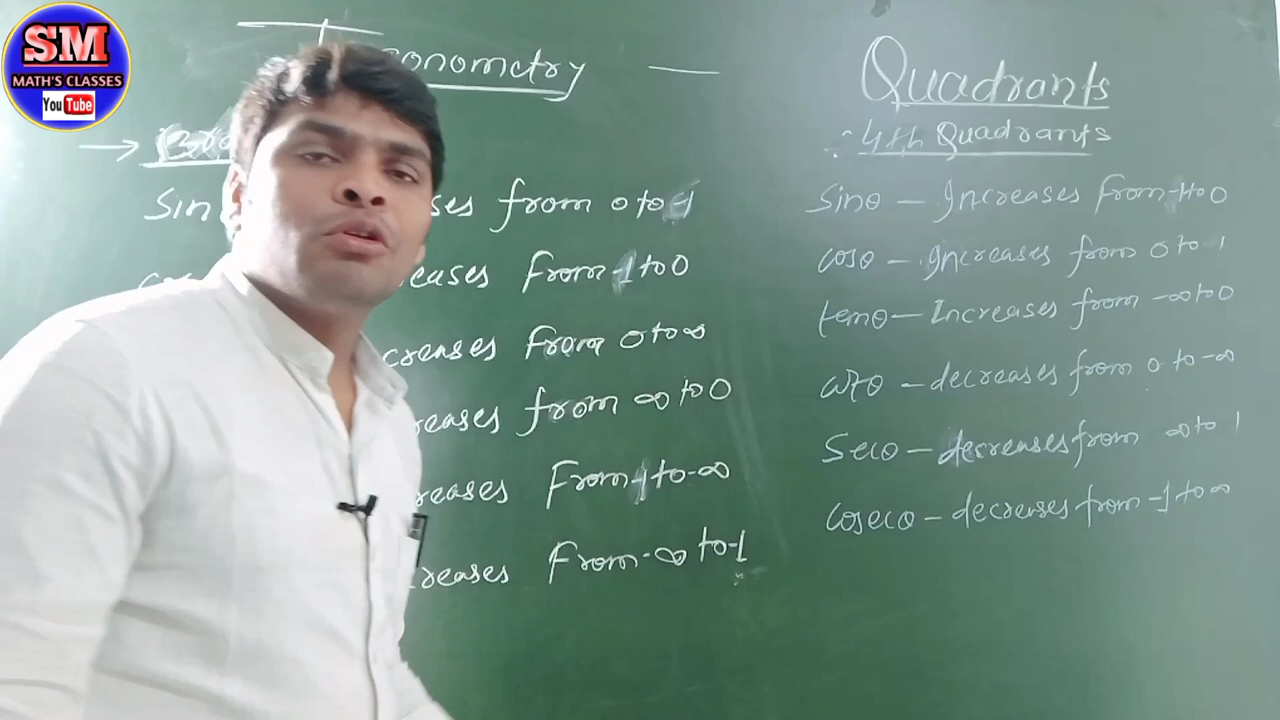 SM
MATH'S CLASSES
YouTube
onometry —
Quadrants
4th Quadrants
Sin ses from 0 to -1
eases From -1 to 0
creases from 0 to ∞
reases from ∞ to 0
reases From -1 to -∞
creases From -∞ to -1
Sinθ — Increases From -1 to 0
cosθ — Increases from 0 to 1
tanθ — Increases from -∞ to 0
cotθ — decreases from 0 to -∞
Secθ — decreases from ∞ to 1
Cosecθ — decreases from -1 to ∞